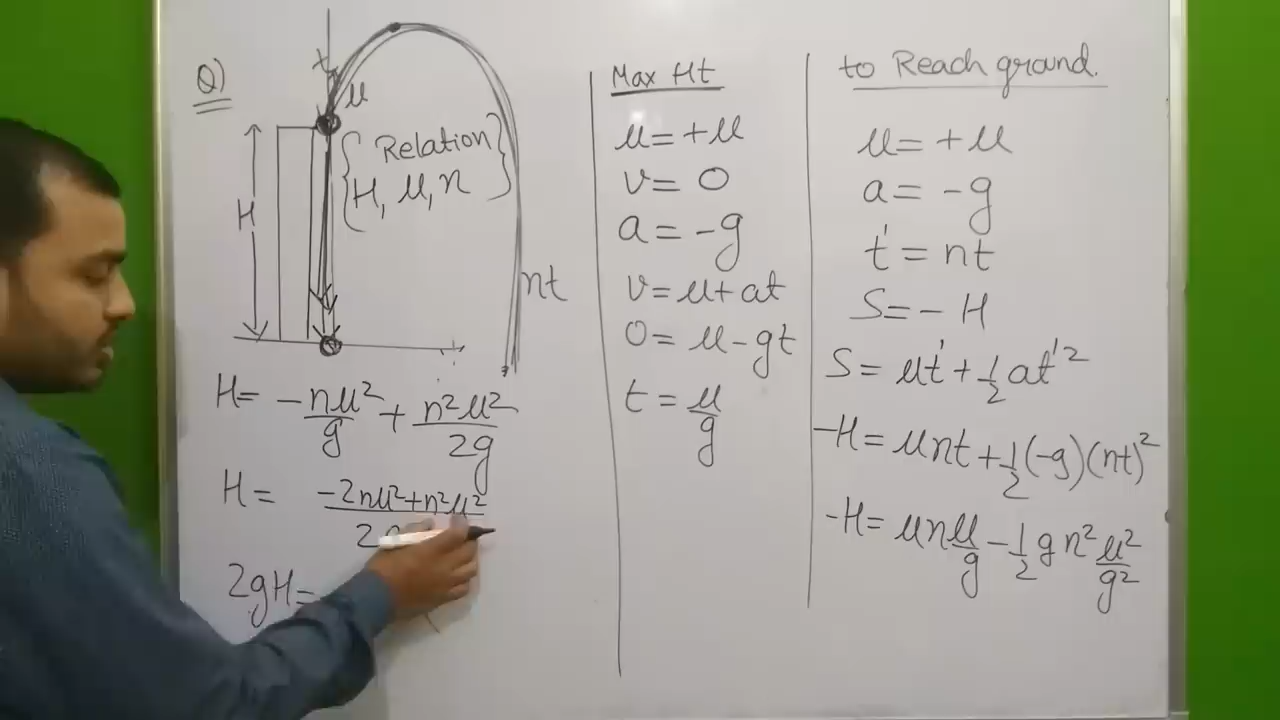 Q)
t
u
H
{ Relation
H, u, n }
nt
H = -nu²/g + n²u²/2g
H = -2nu²+n²u²/2g
2gH =
Max Ht
u = +u
v = 0
a = -g
v = u+at
0 = u-gt
t = u/g
to Reach ground.
u = +u
a = -g
t' = nt
S = -H
S = ut' + 1/2 at'²
-H = unt + 1/2 (-g)(nt)²
-H = un u/g - 1/2 g n² u²/g²